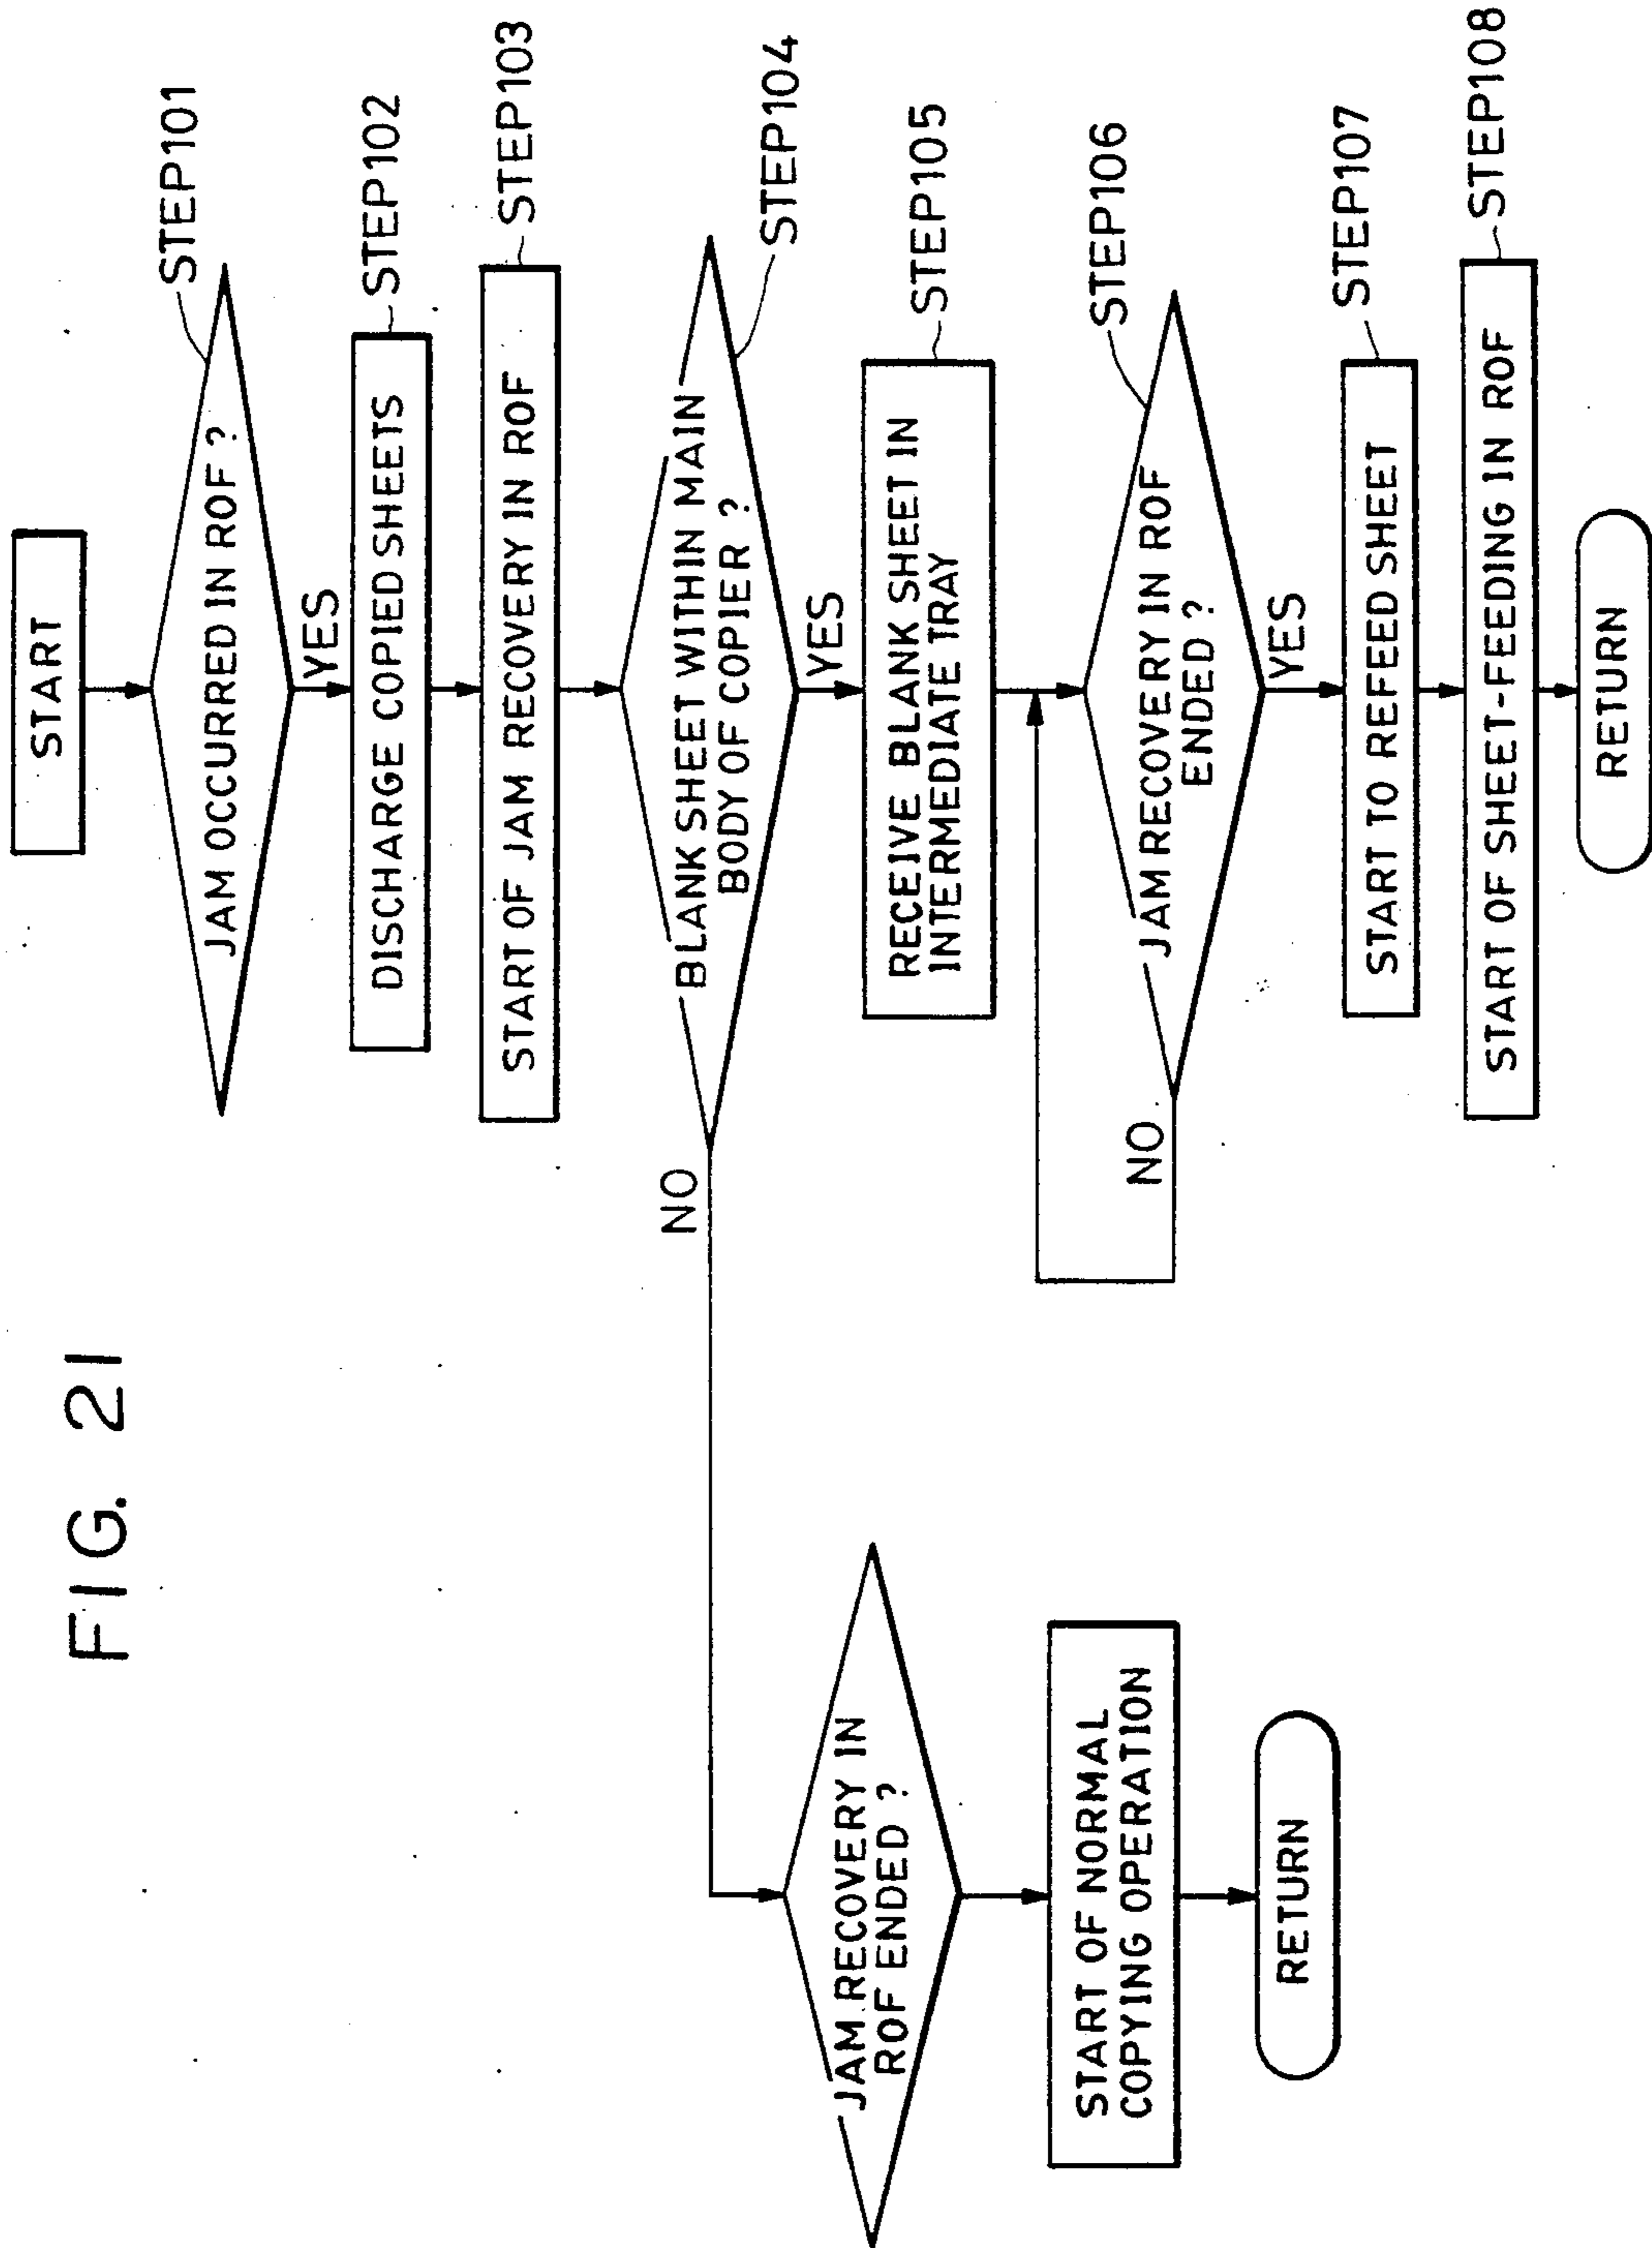 FIG. 21
START
JAM OCCURRED IN ROF ?
STEP101
YES
DISCHARGE COPIED SHEETS
STEP102
START OF JAM RECOVERY IN ROF
STEP103
BLANK SHEET WITHIN MAIN
BODY OF COPIER ?
STEP104
NO
YES
RECEIVE BLANK SHEET IN
INTERMEDIATE TRAY
STEP105
JAM RECOVERY IN ROF
ENDED ?
STEP106
NO
YES
START TO REFEED SHEET
STEP107
START OF SHEET-FEEDING IN ROF
STEP108
RETURN
JAM RECOVERY IN
ROF ENDED ?
START OF NORMAL
COPYING OPERATION
RETURN